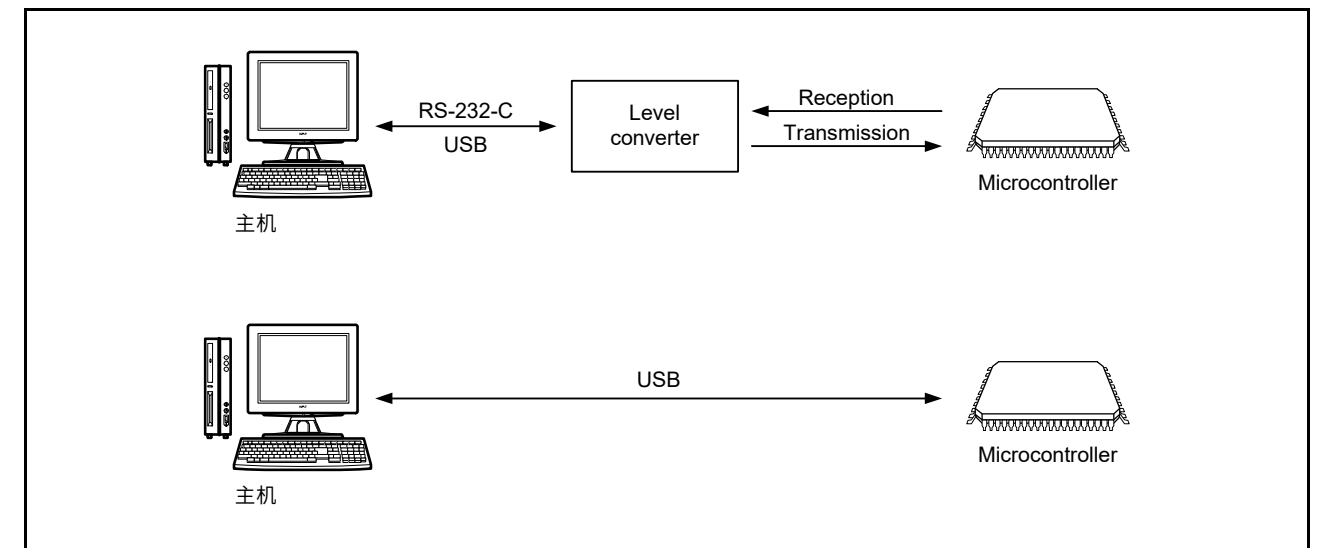 RS-232-C
USB
Level
converter
Reception
Transmission
Microcontroller
主机
USB
Microcontroller
主机